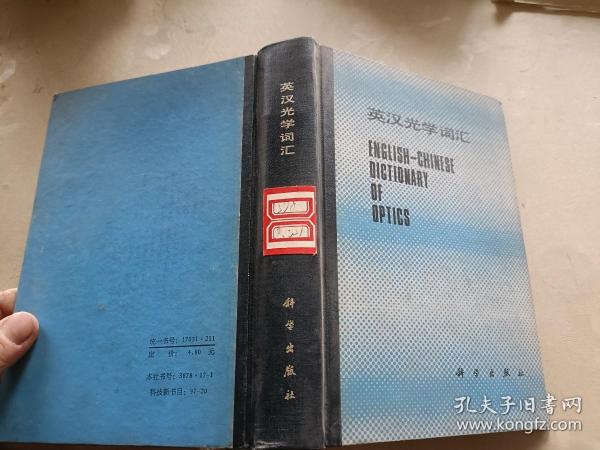 英汉光学词汇
ENGLISH-CHINESE
DICTIONARY
OF
OPTICS
科学出版社
英汉光学词汇
科学出版社
统一书号：17031·211
定 价： 4.80 元
本社书号：3878·17-1
科技新书目：97-20
孔夫子旧书网
www.kongfz.com